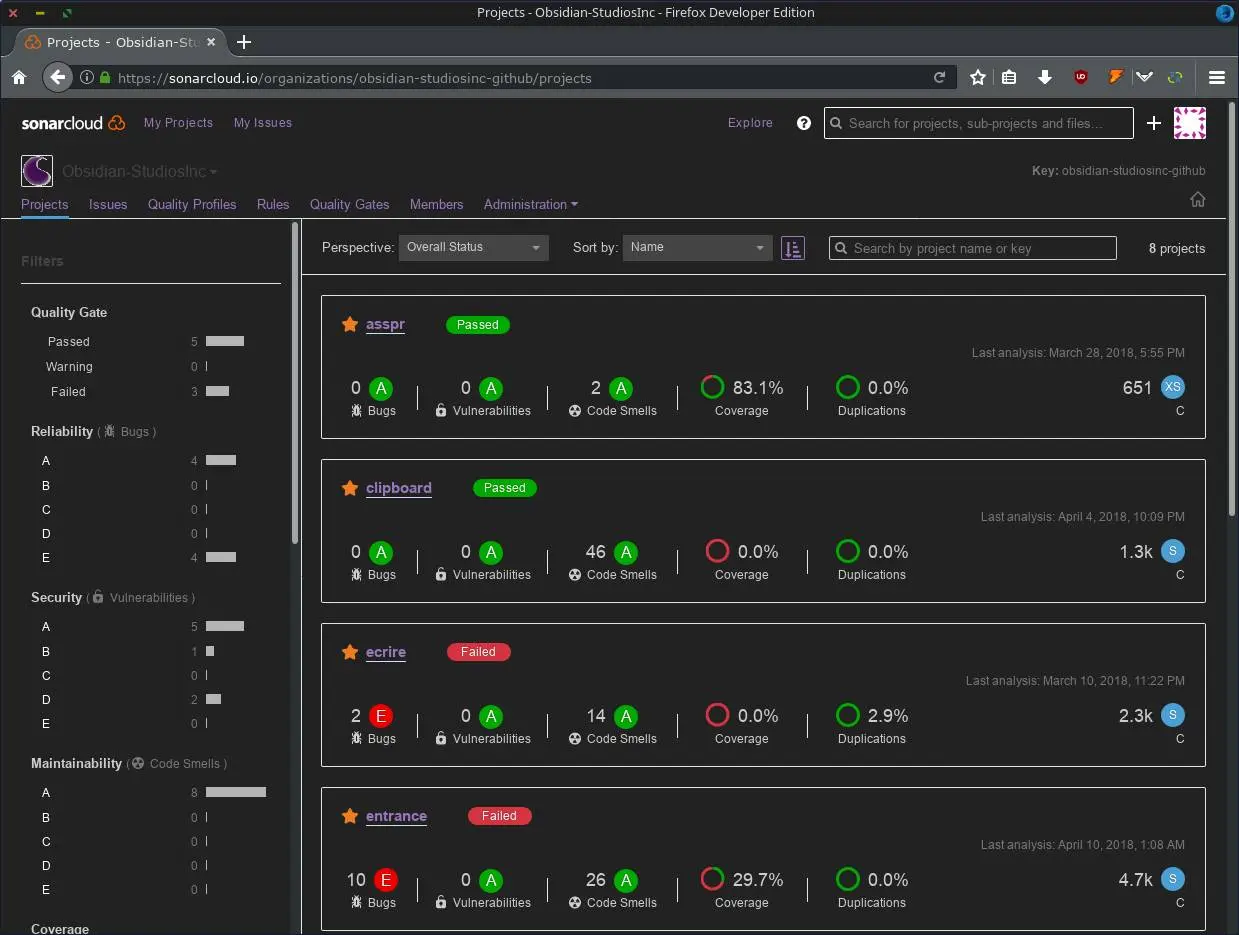 Projects - Obsidian-StudiosInc - Firefox Developer Edition
Projects - Obsidian-Stu
https://sonarcloud.io/organizations/obsidian-studiosinc-github/projects
sonarcloud My Projects My Issues Explore Search for projects, sub-projects and files...
Obsidian-StudiosInc Key: obsidian-studiosinc-github
Projects Issues Quality Profiles Rules Quality Gates Members Administration
Perspective: Overall Status Sort by: Name Search by project name or key 8 projects
Filters
Quality Gate
Passed 5
Warning 0
Failed 3
Reliability ( Bugs )
A 4
B 0
C 0
D 0
E 4
Security ( Vulnerabilities )
A 5
B 1
C 0
D 2
E 0
Maintainability ( Code Smells )
A 8
B 0
C 0
D 0
E 0
Coverage
asspr Passed
Last analysis: March 28, 2018, 5:55 PM
0 A 0 A 2 A 83.1% 0.0% 651 XS
Bugs Vulnerabilities Code Smells Coverage Duplications C
clipboard Passed
Last analysis: April 4, 2018, 10:09 PM
0 A 0 A 46 A 0.0% 0.0% 1.3k S
Bugs Vulnerabilities Code Smells Coverage Duplications C
ecrire Failed
Last analysis: March 10, 2018, 11:22 PM
2 E 0 A 14 A 0.0% 2.9% 2.3k S
Bugs Vulnerabilities Code Smells Coverage Duplications C
entrance Failed
Last analysis: April 10, 2018, 1:08 AM
10 E 0 A 26 A 29.7% 0.0% 4.7k S
Bugs Vulnerabilities Code Smells Coverage Duplications C